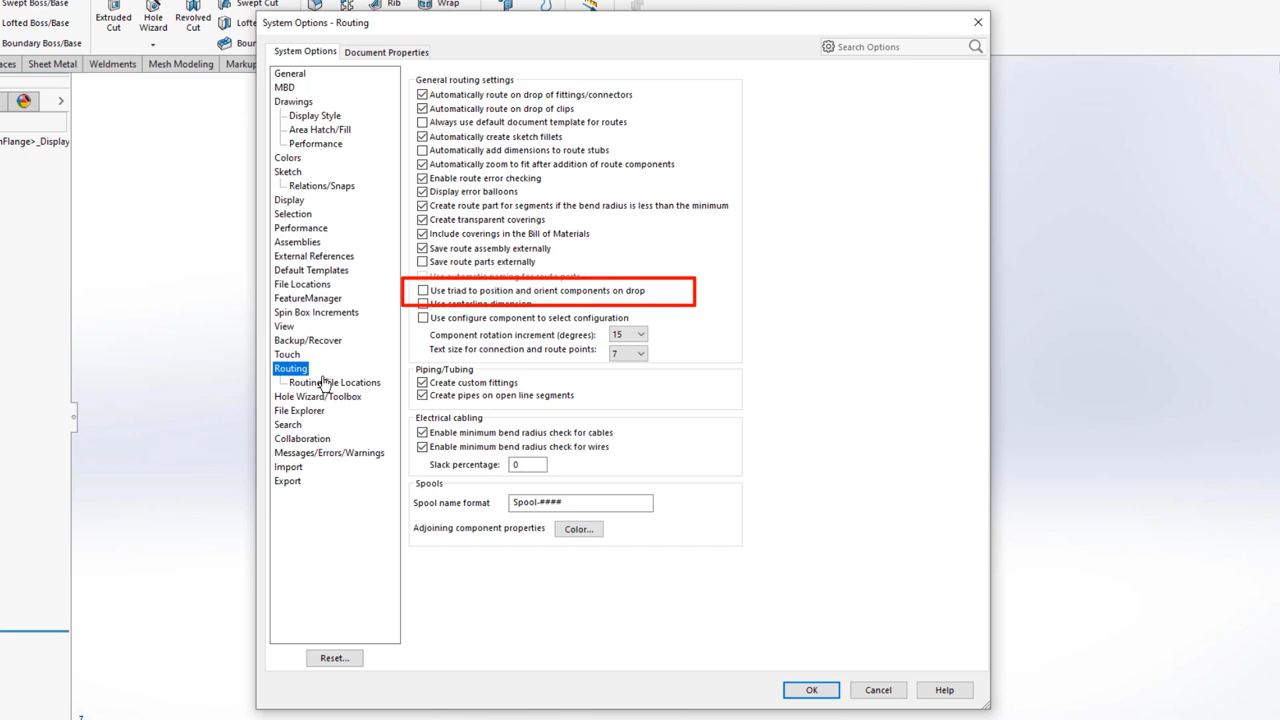 Swept Cut
Rib
Wrap
Lofted Boss/Base
Extruded Cut
Hole Wizard
Revolved Cut
Boundary Boss/Base
Sheet Metal
Weldments
Mesh Modeling
System Options - Routing
System Options
Document Properties
Search Options
nFlange>_Display
General
MBD
Drawings
Display Style
Area Hatch/Fill
Performance
Colors
Sketch
Relations/Snaps
Display
Selection
Performance
Assemblies
External References
Default Templates
File Locations
FeatureManager
Spin Box Increments
View
Backup/Recover
Touch
Routing
Hole Wizard/Toolbox
File Explorer
Search
Collaboration
Messages/Errors/Warnings
Import
Export
Reset...
General routing settings
Automatically route on drop of fittings/connectors
Automatically route on drop of clips
Always use default document template for routes
Automatically create sketch fillets
Automatically add dimensions to route stubs
Automatically zoom to fit after addition of route components
Enable route error checking
Display error balloons
Create route part for segments if the bend radius is less than the minimum
Create transparent coverings
Include coverings in the Bill of Materials
Save route assembly externally
Save route parts externally
Use triad to position and orient components on drop
Use centerline dimension
Use configure component to select configuration
Component rotation increment (degrees): 15
Text size for connection and route points: 7
Piping/Tubing
Create custom fittings
Create pipes on open line segments
Electrical cabling
Enable minimum bend radius check for cables
Enable minimum bend radius check for wires
Slack percentage: 0
Spools
Spool name format Spool-####
Adjoining component properties Color...
OK
Cancel
Help
7